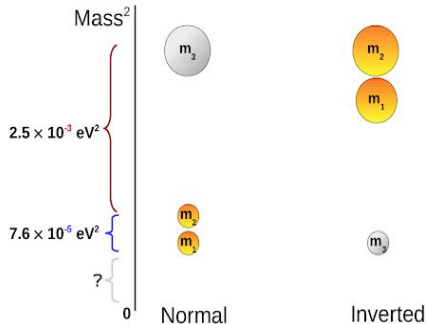 Mass²
m₃
m₂
m₁
2.5 × 10⁻³ eV²
m₂
7.6 × 10⁻⁵ eV²
m₁
m₃
?
0
Normal
Inverted